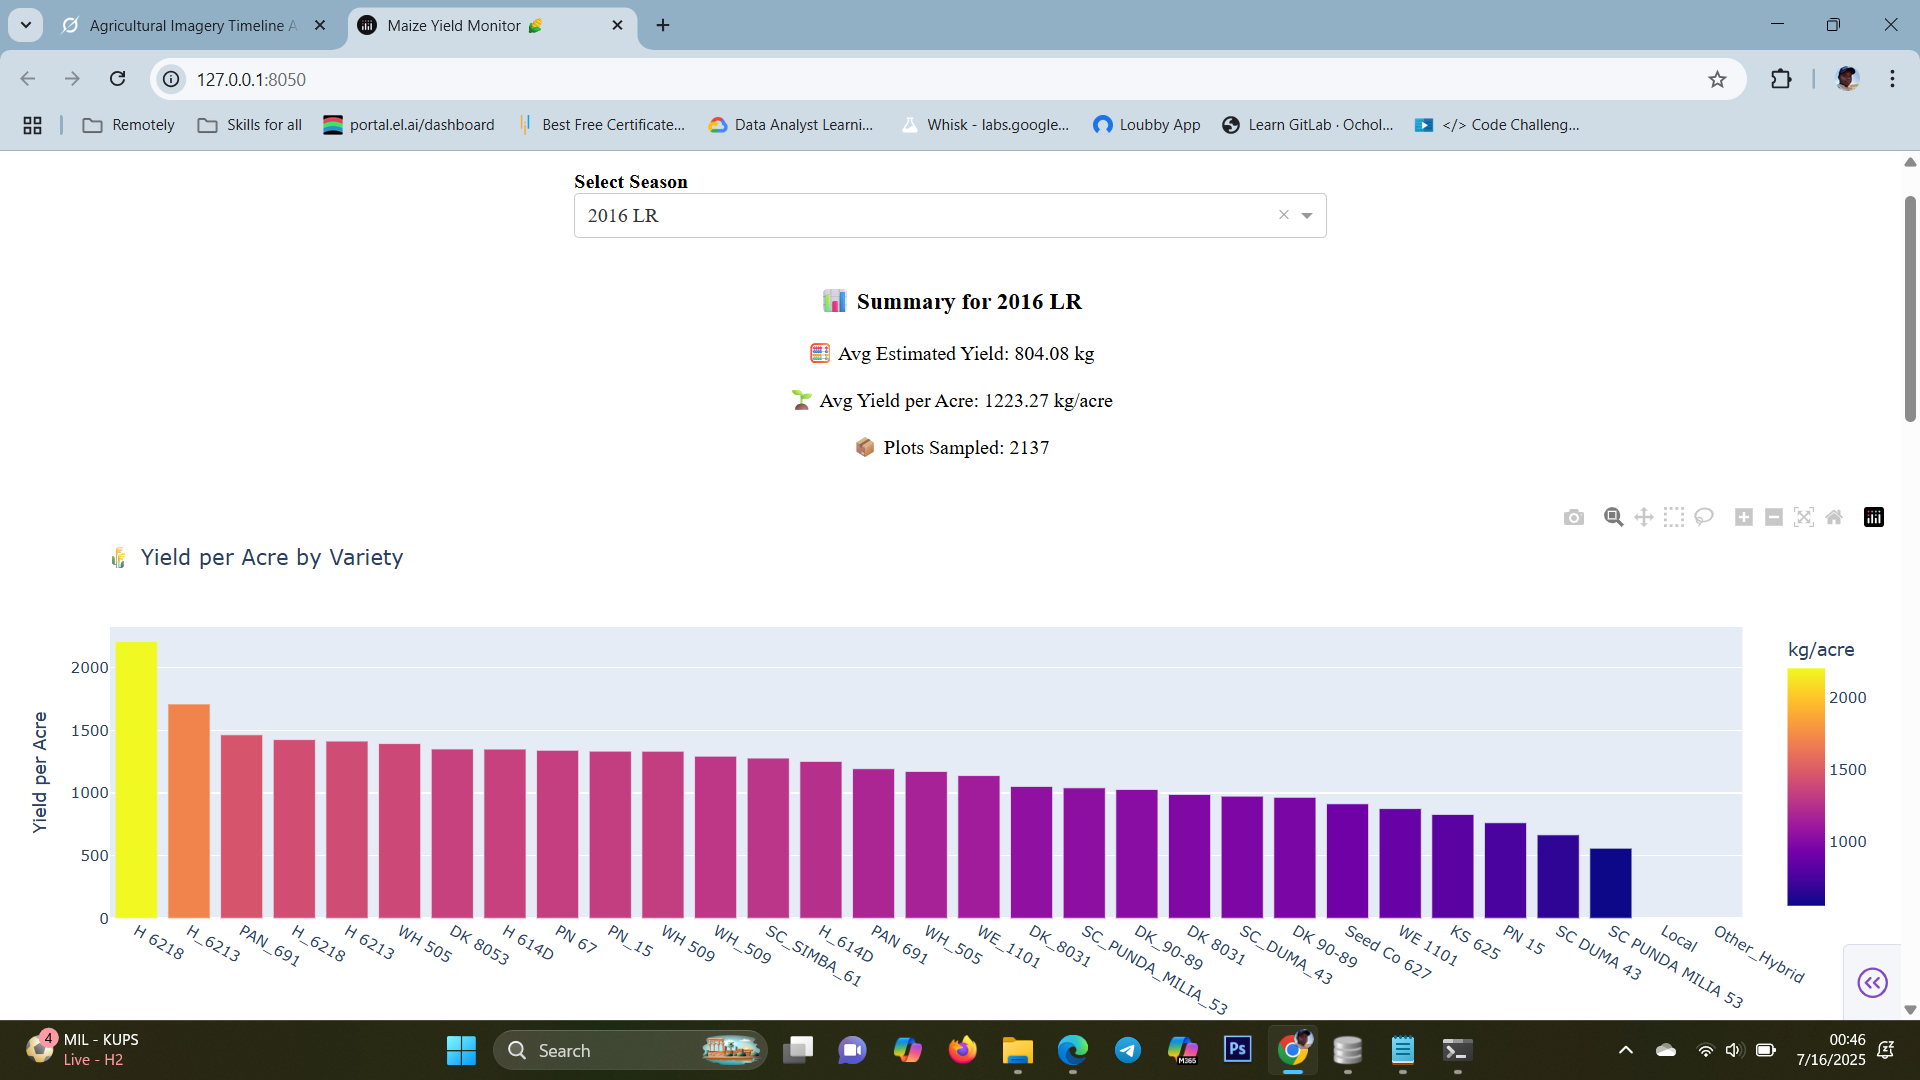 Agricultural Imagery Timeline A
Maize Yield Monitor
127.0.0.1:8050
Remotely
Skills for all
portal.el.ai/dashboard
Best Free Certificate...
Data Analyst Learni...
Whisk - labs.google...
Loubby App
Learn GitLab · Ochol...
</> Code Challeng...
Select Season
2016 LR
Summary for 2016 LR
Avg Estimated Yield: 804.08 kg
Avg Yield per Acre: 1223.27 kg/acre
Plots Sampled: 2137
Yield per Acre by Variety
kg/acre
2000
1500
1000
Yield per Acre
2000
1500
1000
500
0
H 6218
H_6213
PAN_691
H_6218
H 6213
WH 505
DK 8053
H 614D
PN 67
PN_15
WH 509
WH_509
SC_SIMBA_61
H_614D
PAN 691
WH_505
WE_1101
DK_8031
SC_PUNDA_MILIA_53
DK_90-89
DK 8031
SC_DUMA_43
DK 90-89
Seed Co 627
WE 1101
KS 625
PN 15
SC DUMA 43
SC PUNDA MILIA 53
Local
Other_Hybrid
4
MIL - KUPS
Live - H2
Search
M365
Ps
00:46
7/16/2025